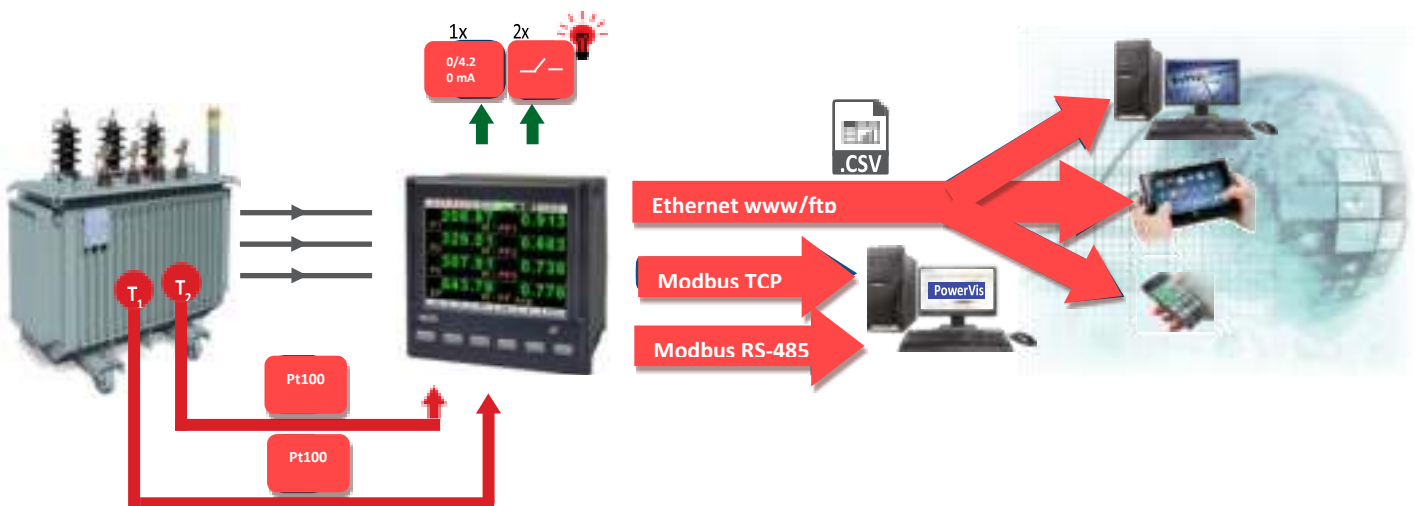 1x
2x
0/4.2
0 mA
.CSV
Ethernet www/ftp
T1
T2
Modbus TCP
PowerVis
Modbus RS-485
Pt100
Pt100